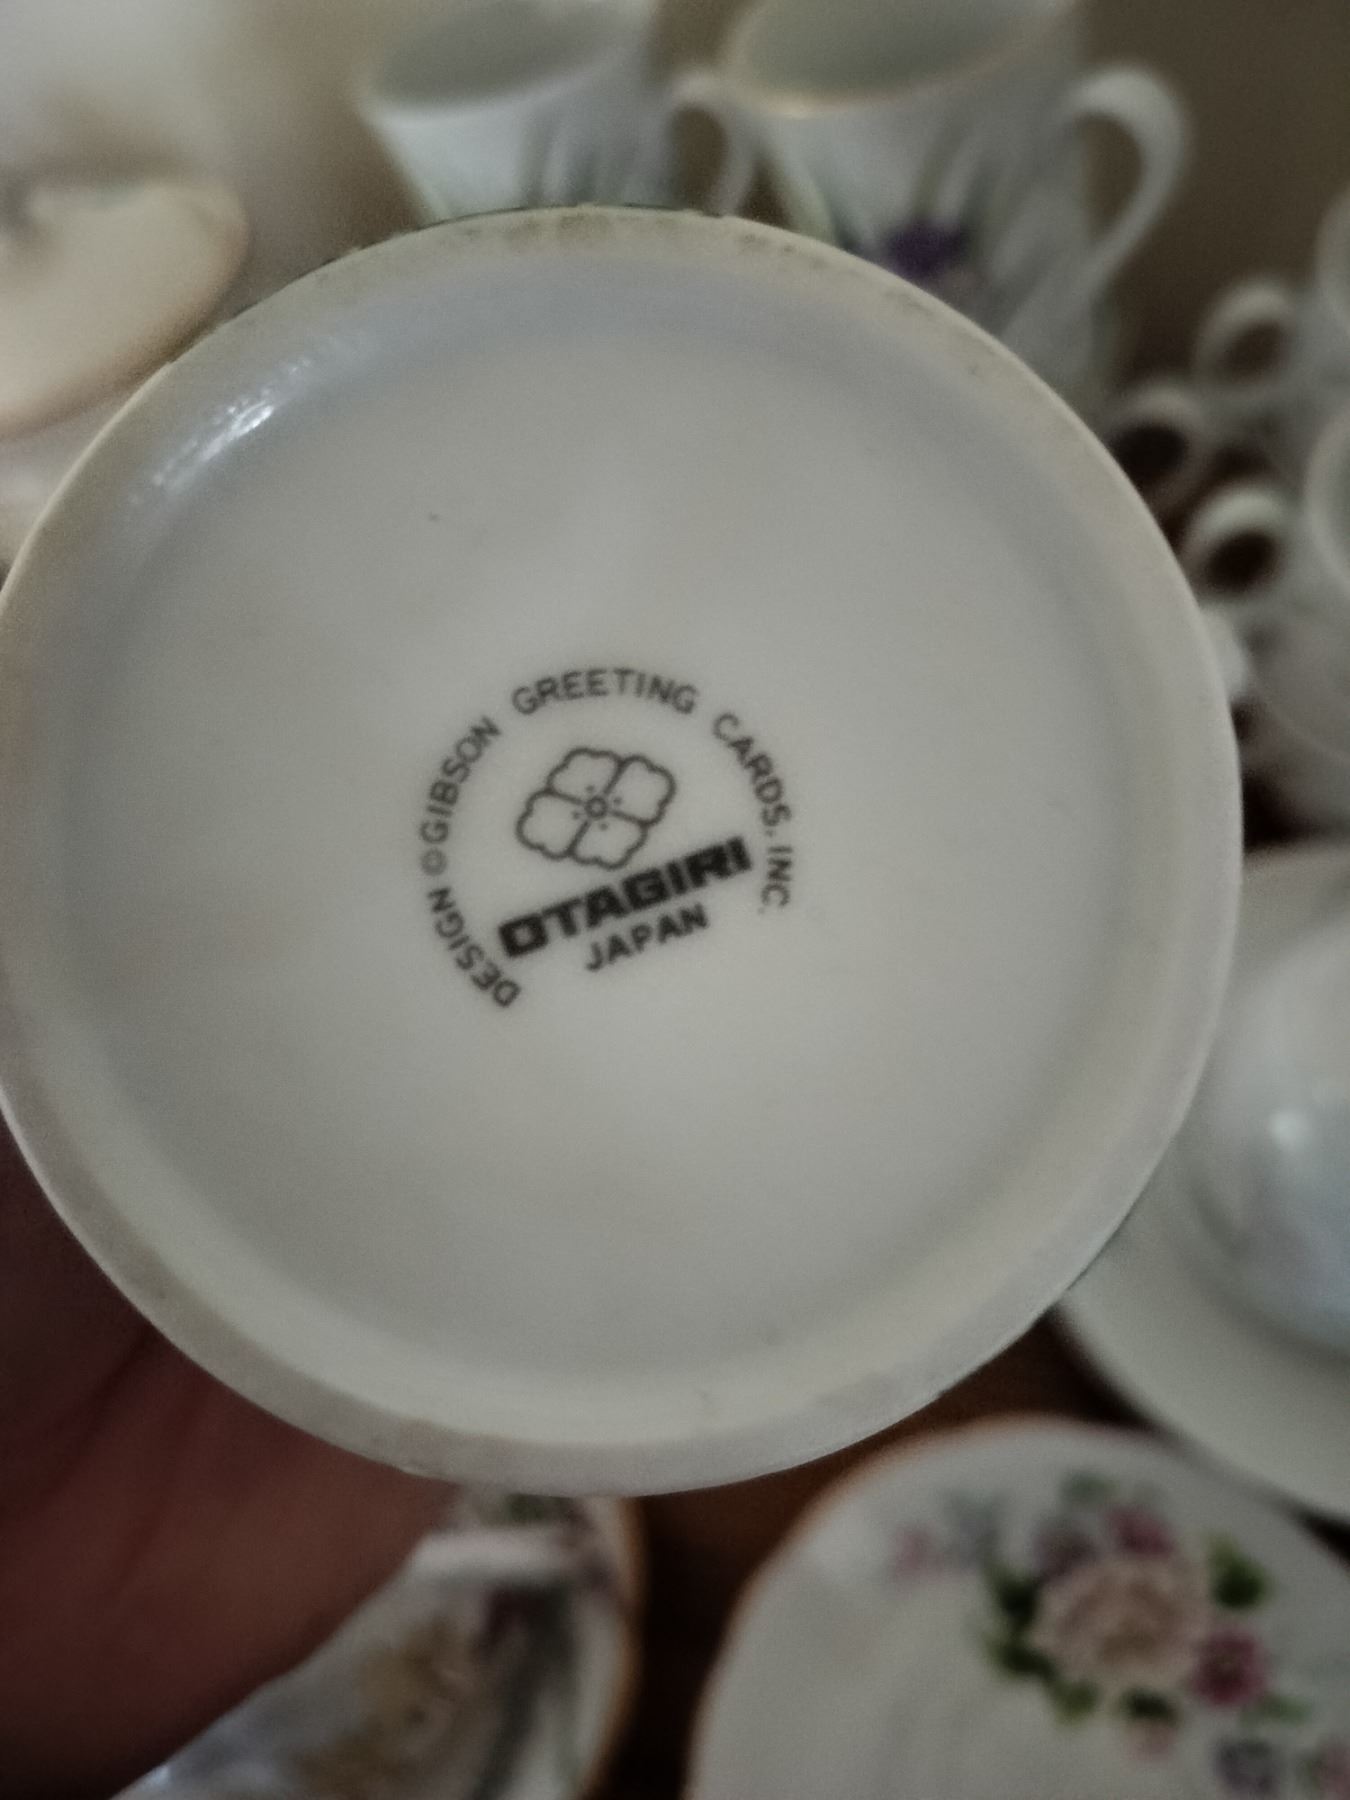 DESIGN © GIBSON GREETING CARDS, INC.
OTAGIRI
JAPAN